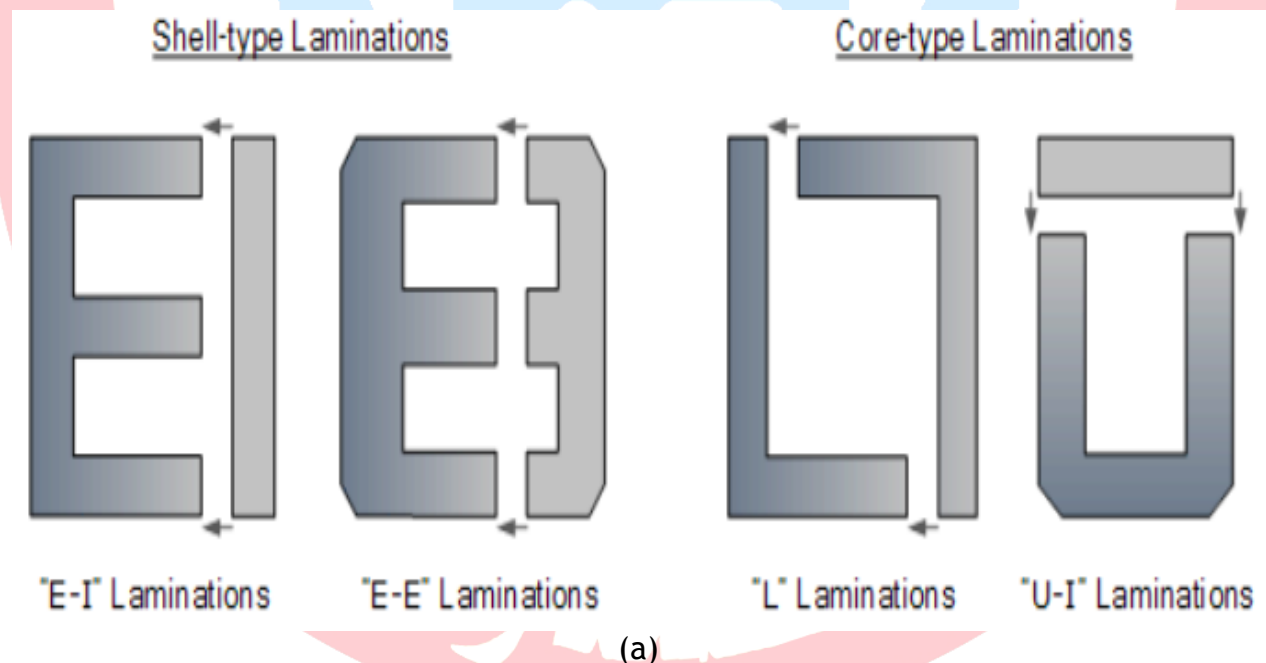 Shell-type Laminations
Core-type Laminations
"E-I" Laminations
"E-E" Laminations
"L" Laminations
"U-I" Laminations
(a)